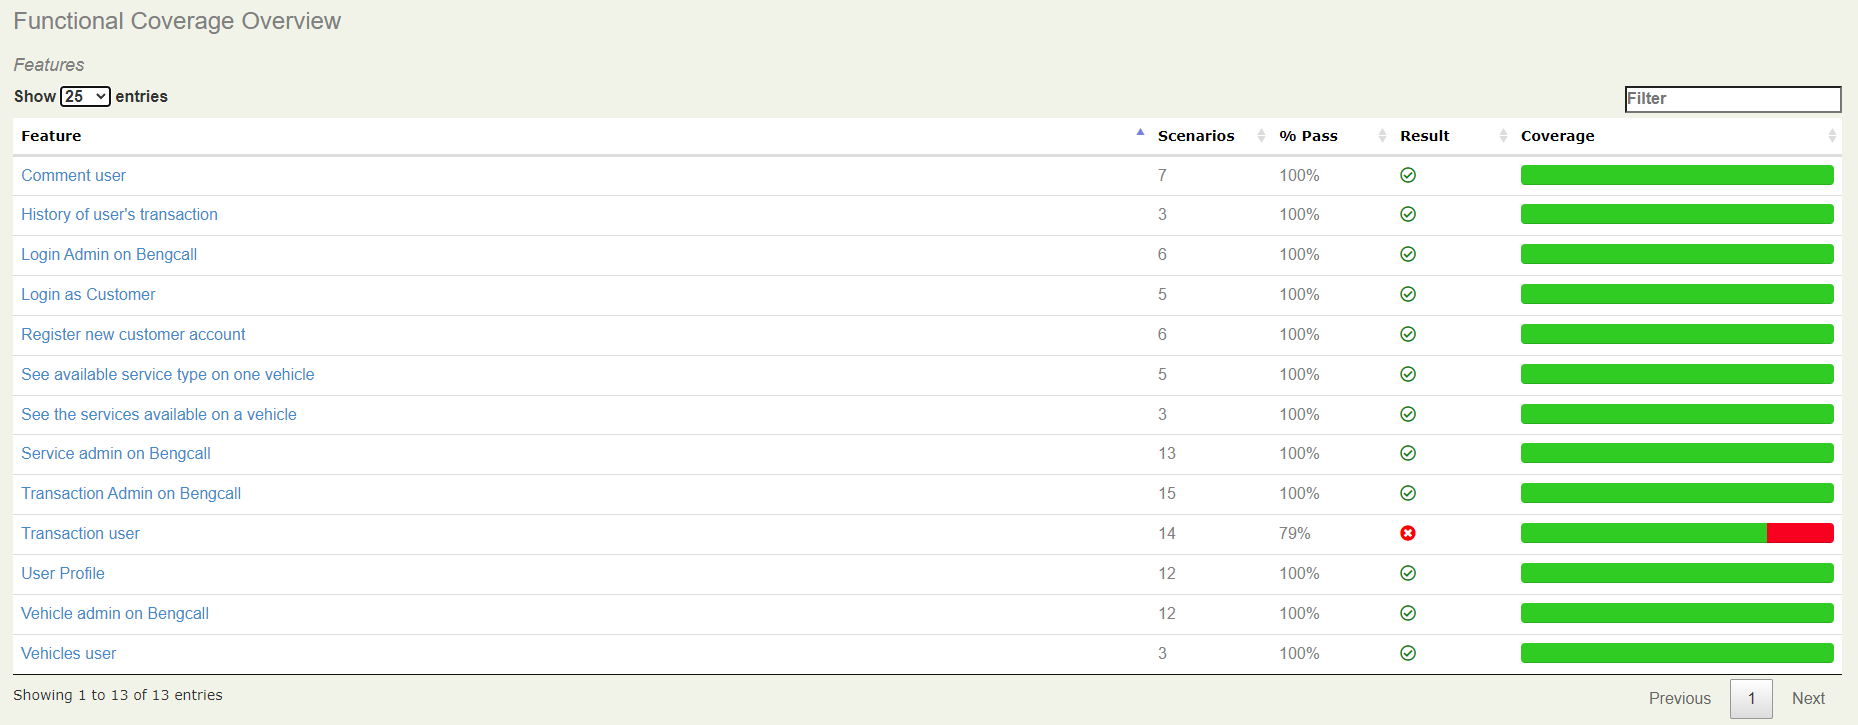 Functional Coverage Overview
Features
Show 25 entries
Filter
Feature Scenarios % Pass Result Coverage
Comment user 7 100%
History of user's transaction 3 100%
Login Admin on Bengcall 6 100%
Login as Customer 5 100%
Register new customer account 6 100%
See available service type on one vehicle 5 100%
See the services available on a vehicle 3 100%
Service admin on Bengcall 13 100%
Transaction Admin on Bengcall 15 100%
Transaction user 14 79%
User Profile 12 100%
Vehicle admin on Bengcall 12 100%
Vehicles user 3 100%
Showing 1 to 13 of 13 entries
Previous 1 Next